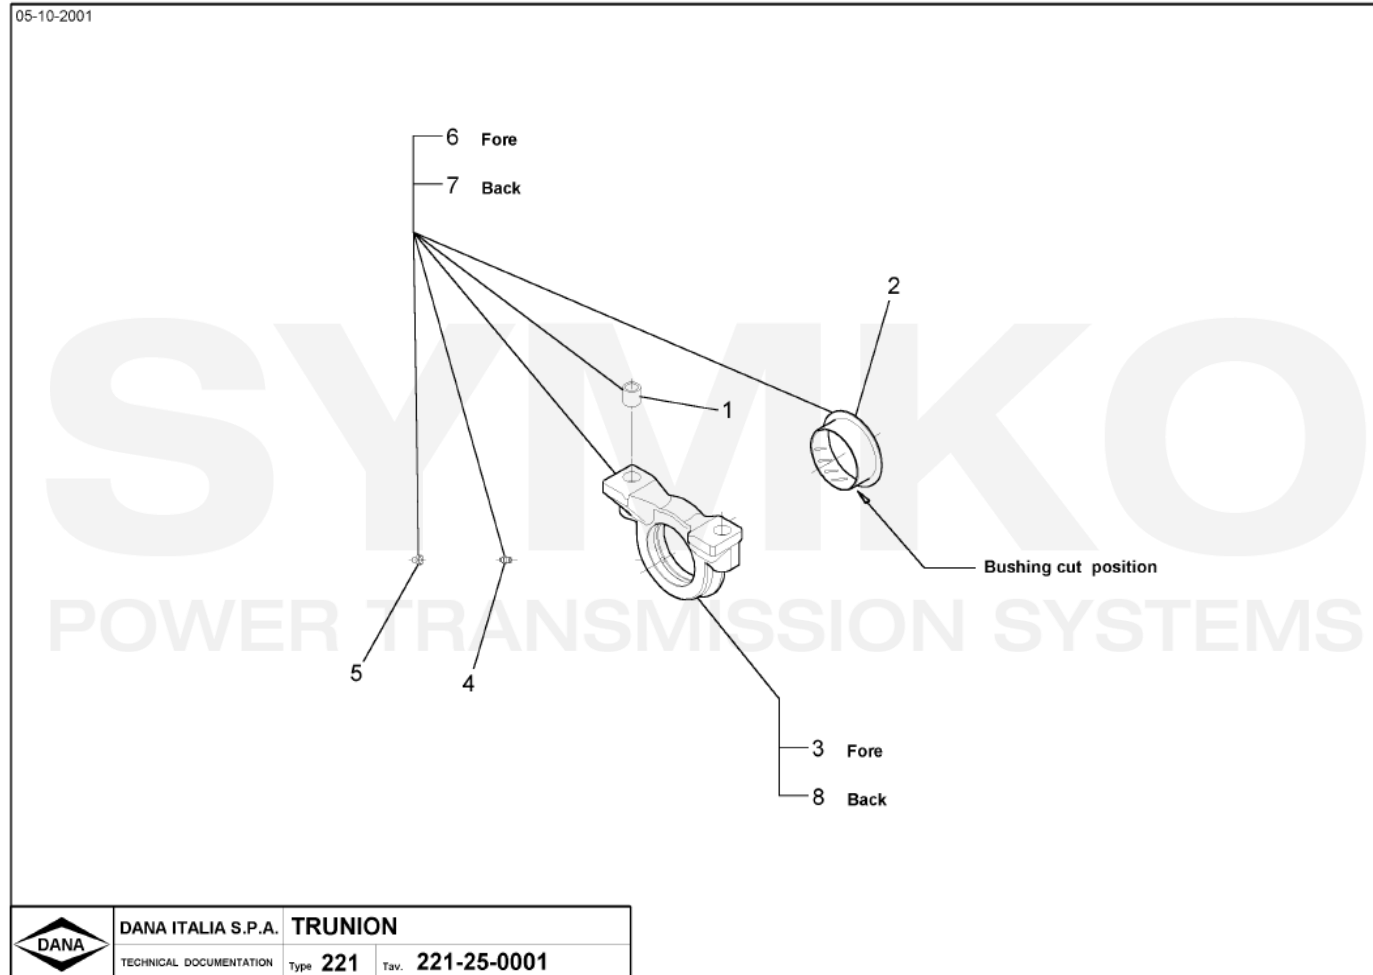 05-10-2001
6 Fore
7 Back
2
1
Bushing cut position
5
4
3 Fore
8 Back
SYMKO
POWER TRANSMISSION SYSTEMS
DANA
DANA ITALIA S.P.A. TRUNION
TECHNICAL DOCUMENTATION Type 221 Tav. 221-25-0001